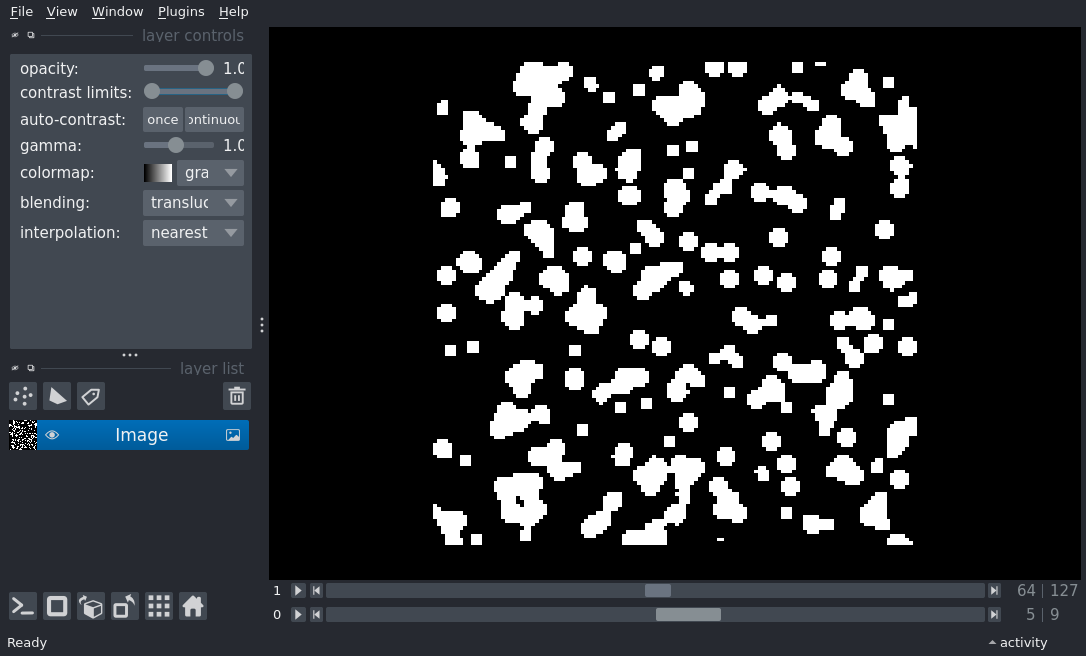 File View Window Plugins Help
layer controls
opacity: 1.0
contrast limits:
auto-contrast: once ontinuou
gamma: 1.0
colormap: gra
blending: transluc
interpolation: nearest
layer list
Image
1 64 | 127
0 5 | 9
Ready activity